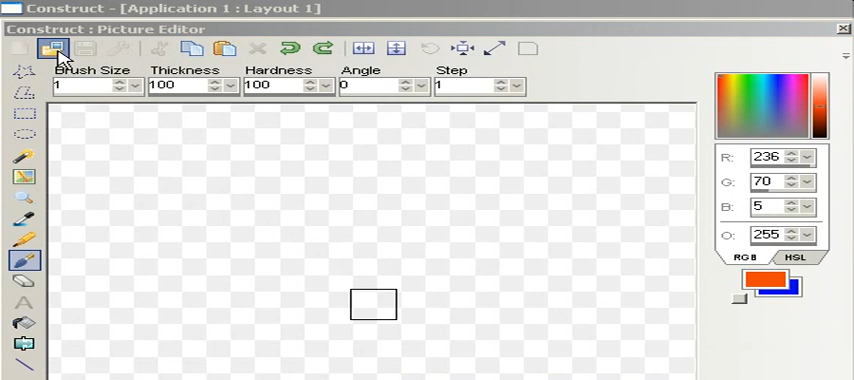 Construct - [Application 1 : Layout 1]
Construct : Picture Editor
Brush Size Thickness Hardness Angle Step
1 100 100 0 1
R: 236
G: 70
B: 5
O: 255
RGB HSL